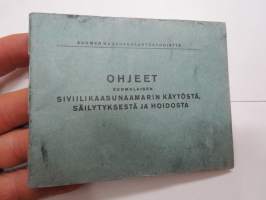 OHJEET
SUOMALAISEN
SIVIILIKAASUNAAMARIN KÄYTÖSTÄ,
SÄILYTYKSESTÄ JA HOIDOSTA